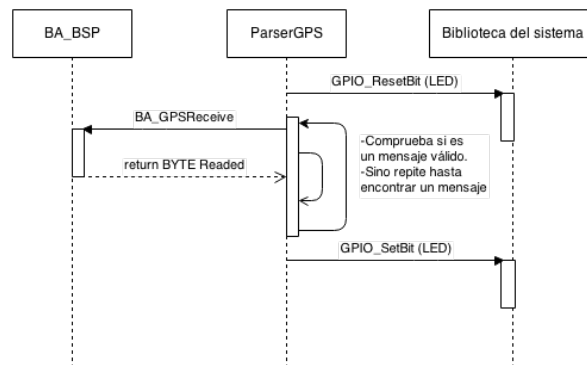 BA_BSP
ParserGPS
Biblioteca del sistema
GPIO_ResetBit (LED)
BA_GPSReceive
-Comprueba si es
un mensaje válido.
-Sino repite hasta
encontrar un mensaje
return BYTE Readed
GPIO_SetBit (LED)